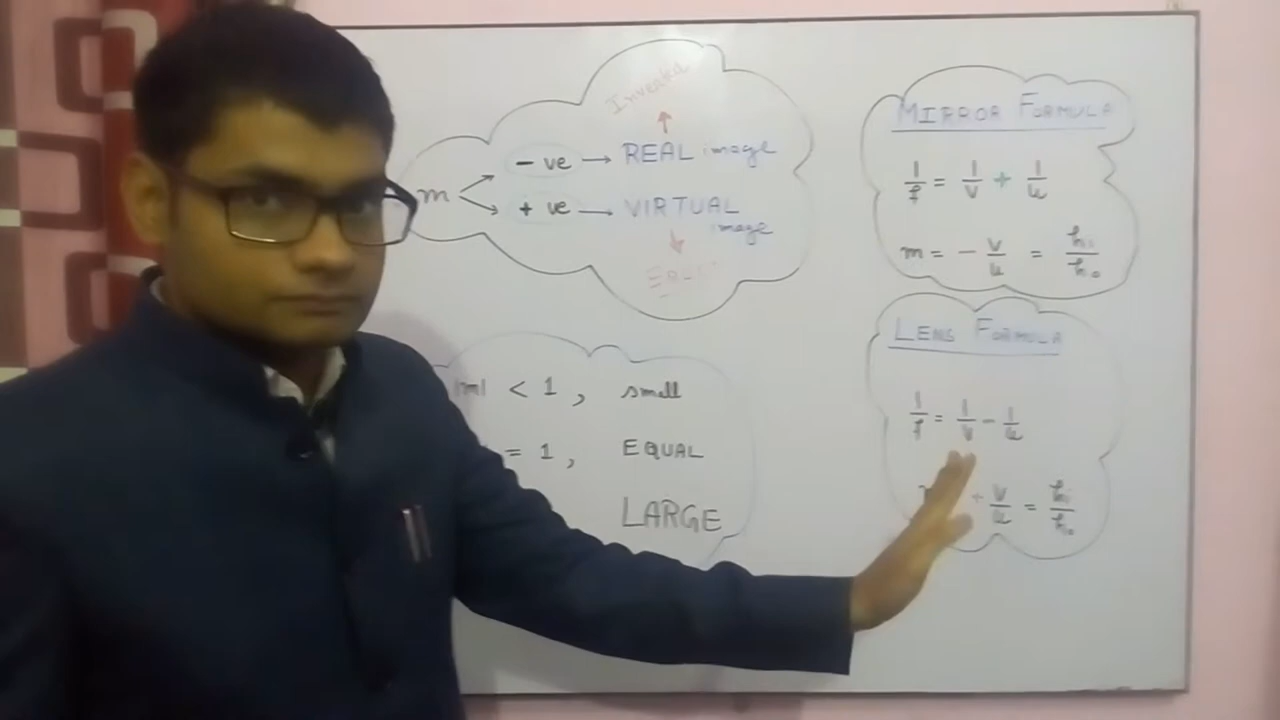 Inverted
- ve → REAL image
m
+ ve → VIRTUAL
image
|m| < 1 , small
= 1 , EQUAL
LARGE
MIRROR FORMULA
1/f = 1/v + 1/u
m = - v/u = hi/ho
LENS FORMULA
1/f = 1/v - 1/u
+ v/u = hi/ho